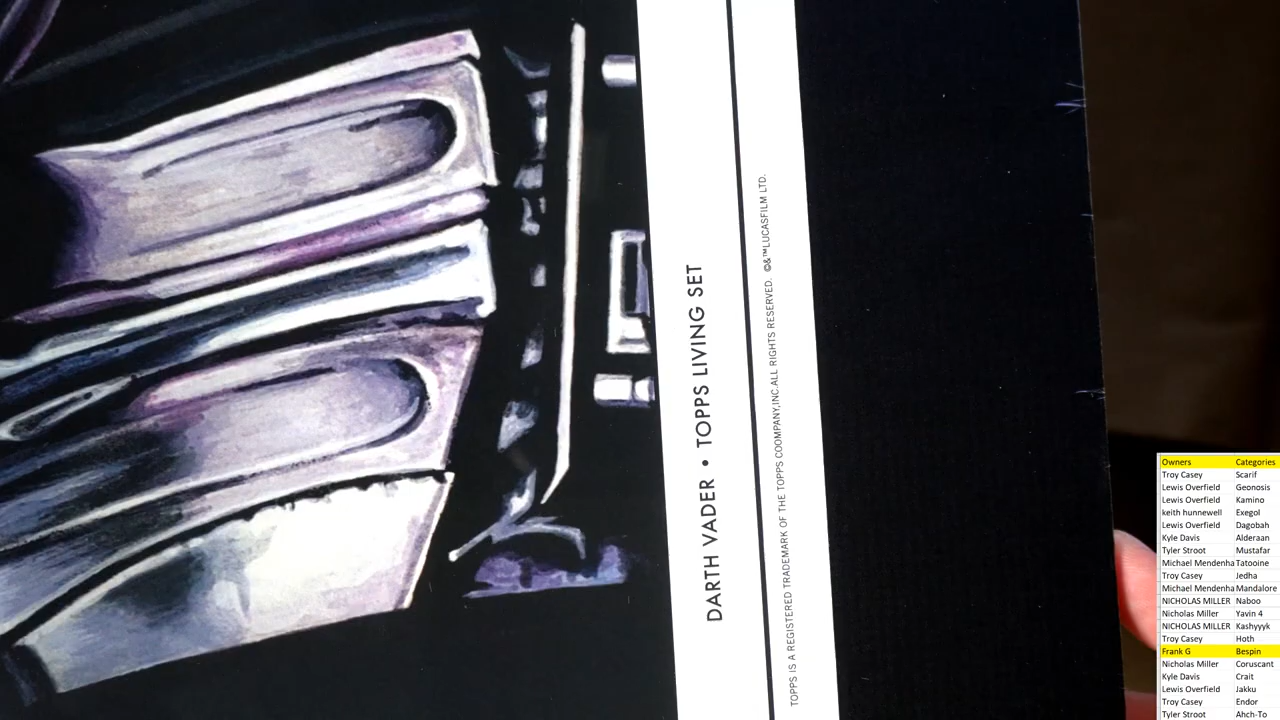 DARTH VADER • TOPPS LIVING SET
TOPPS IS A REGISTERED TRADEMARK OF THE TOPPS COOMPANY,INC.ALL RIGHTS RESERVED. ©&™LUCASFILM LTD.
Owners Categories
Troy Casey Scarif
Lewis Overfield Geonosis
Lewis Overfield Kamino
keith hunnewell Exegol
Lewis Overfield Dagobah
Kyle Davis Alderaan
Tyler Stroot Mustafar
Michael Mendenha Tatooine
Troy Casey Jedha
Michael Mendenha Mandalore
NICHOLAS MILLER Naboo
Nicholas Miller Yavin 4
NICHOLAS MILLER Kashyyyk
Troy Casey Hoth
Frank G Bespin
Nicholas Miller Coruscant
Kyle Davis Crait
Lewis Overfield Jakku
Troy Casey Endor
Tyler Stroot Ahch-To